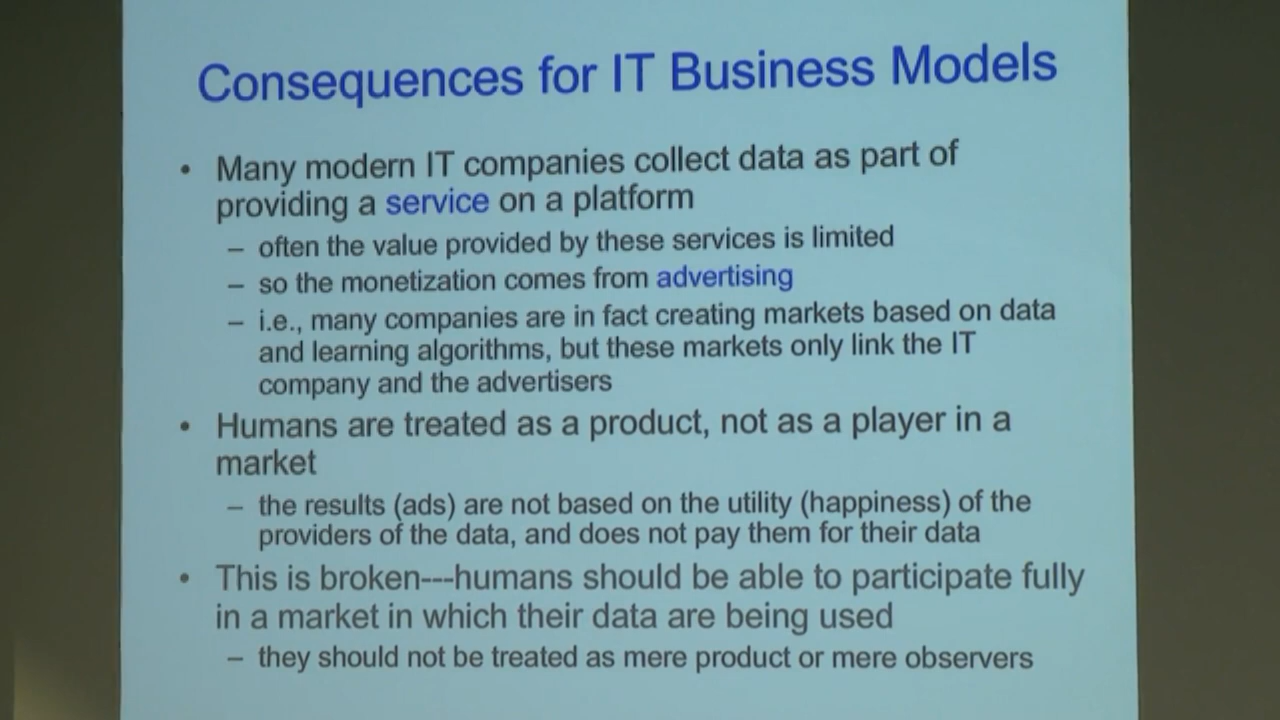 Consequences for IT Business Models
• Many modern IT companies collect data as part of
providing a service on a platform
– often the value provided by these services is limited
– so the monetization comes from advertising
– i.e., many companies are in fact creating markets based on data
and learning algorithms, but these markets only link the IT
company and the advertisers
• Humans are treated as a product, not as a player in a
market
– the results (ads) are not based on the utility (happiness) of the
providers of the data, and does not pay them for their data
• This is broken---humans should be able to participate fully
in a market in which their data are being used
– they should not be treated as mere product or mere observers